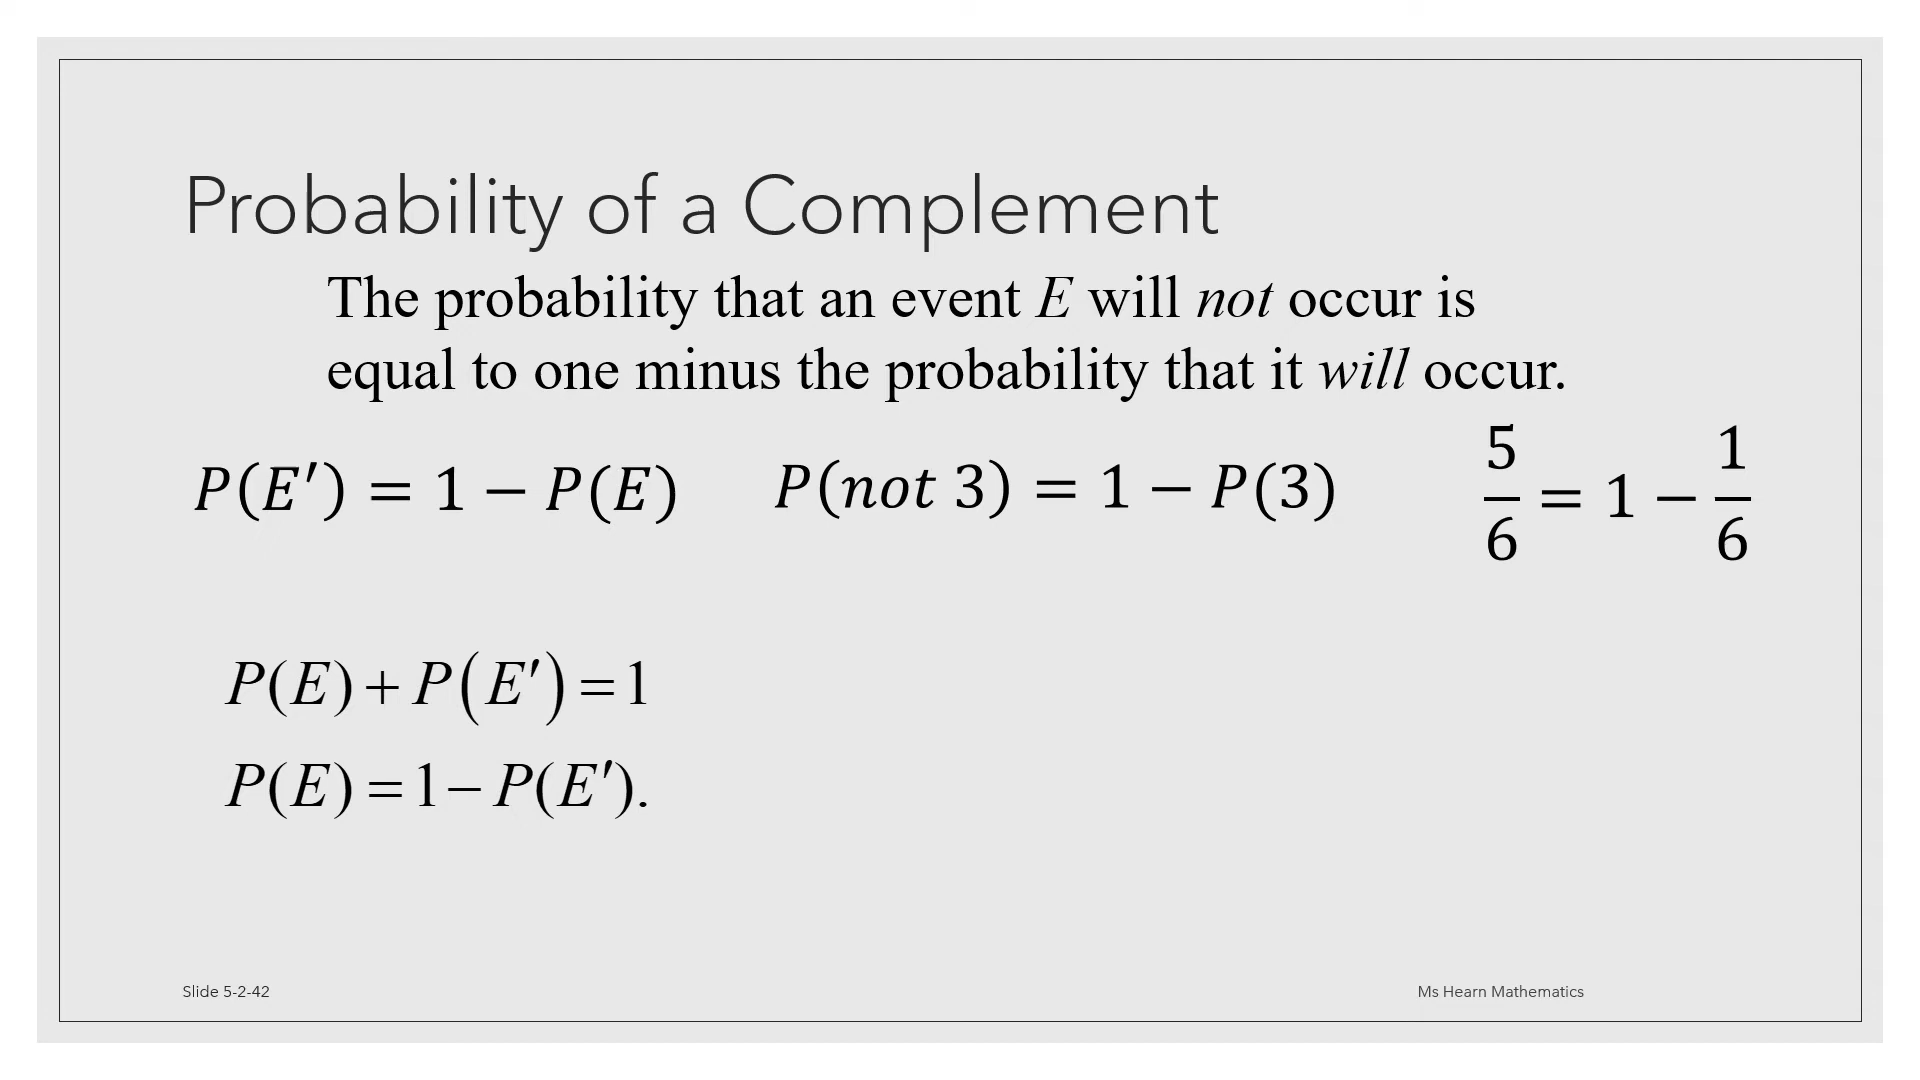 Probability of a Complement
The probability that an event E will not occur is
equal to one minus the probability that it will occur.
P(E′) = 1 − P(E) P(not 3) = 1 − P(3) 5/6 = 1 − 1/6
P(E) + P(E′) = 1
P(E) = 1 − P(E′).
Slide 5-2-42 Ms Hearn Mathematics